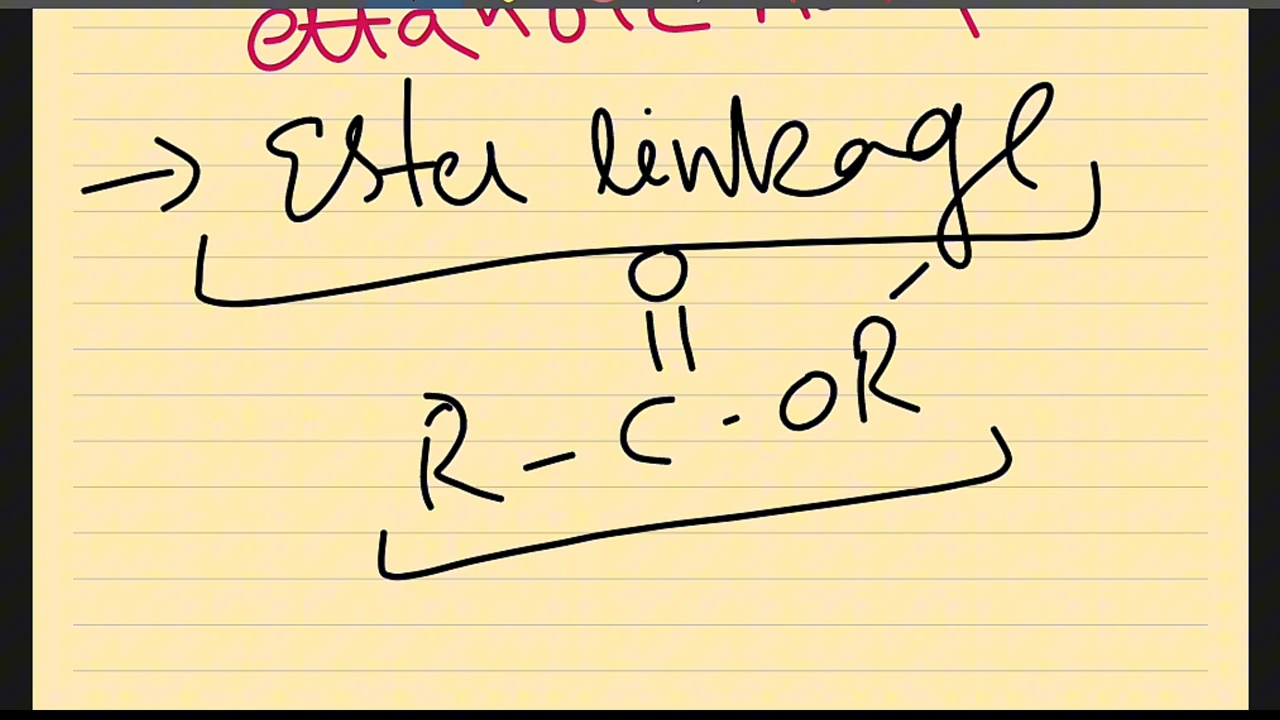 → Ester linkage
O
||
R - C - OR'